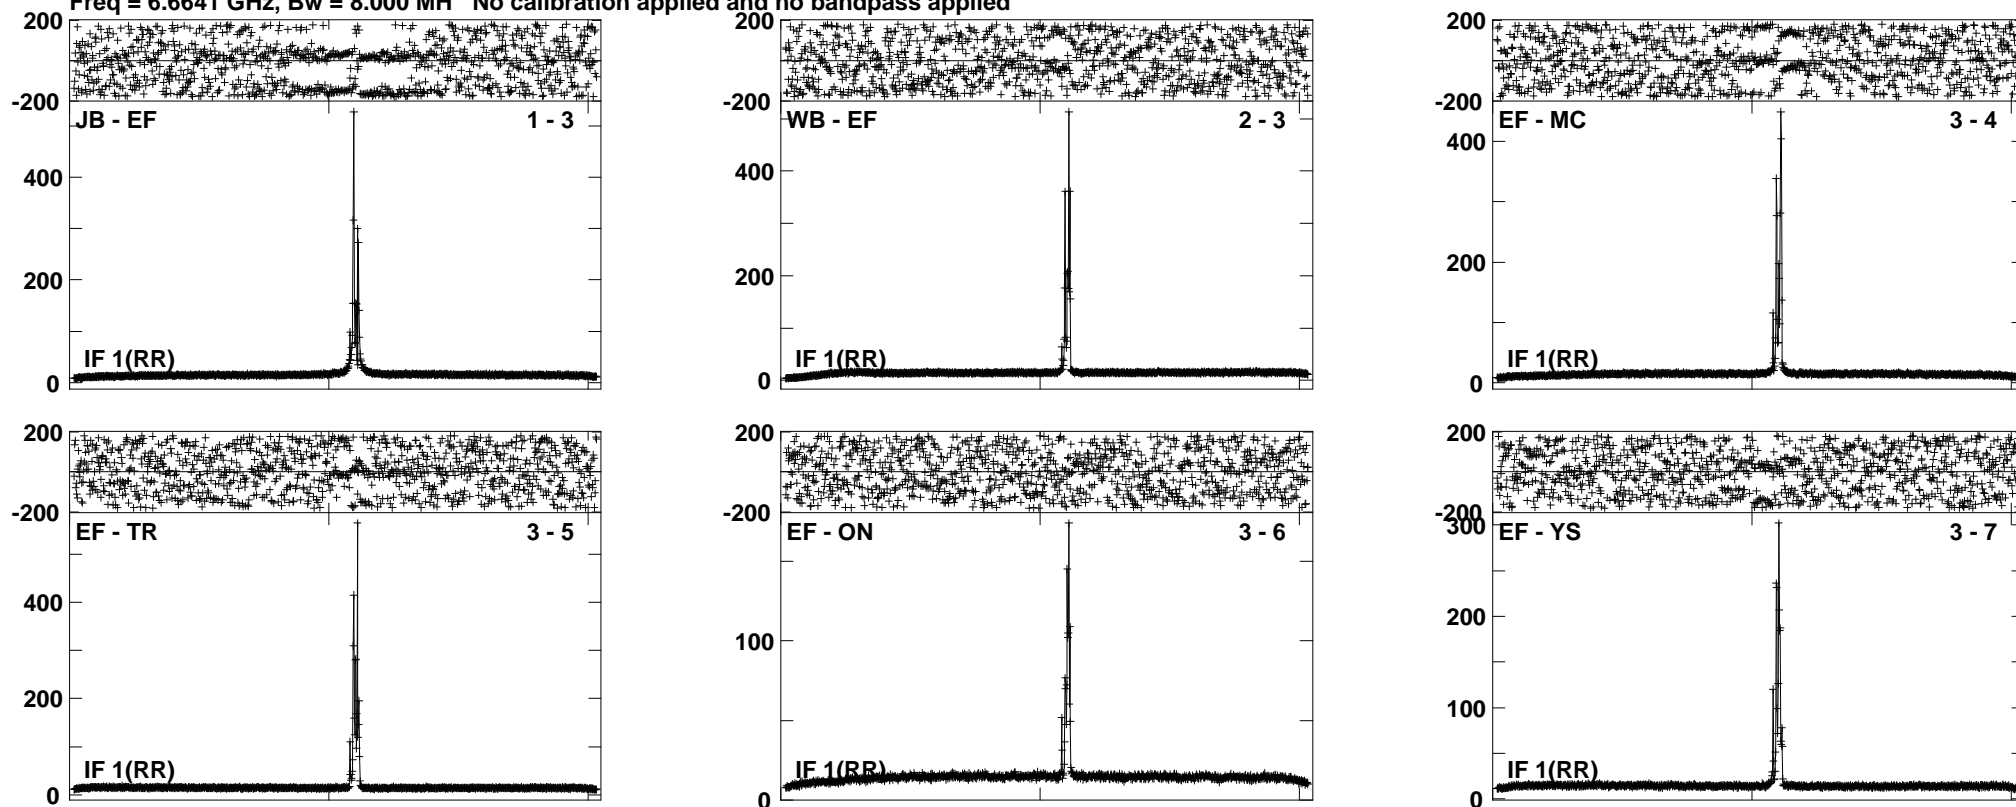 Freq = 6.6641 GHz, Bw = 8.000 MH No calibration applied and no bandpass applied
200
-200
JB - EF 1 - 3
400
200
IF 1(RR)
0
200
-200
WB - EF 2 - 3
400
200
IF 1(RR)
0
200
-200
EF - MC 3 - 4
400
200
IF 1(RR)
0
200
-200
EF - TR 3 - 5
400
200
IF 1(RR)
0
200
-200
EF - ON 3 - 6
100
IF 1(RR)
0
200
-200
300
EF - YS 3 - 7
200
100
IF 1(RR)
0